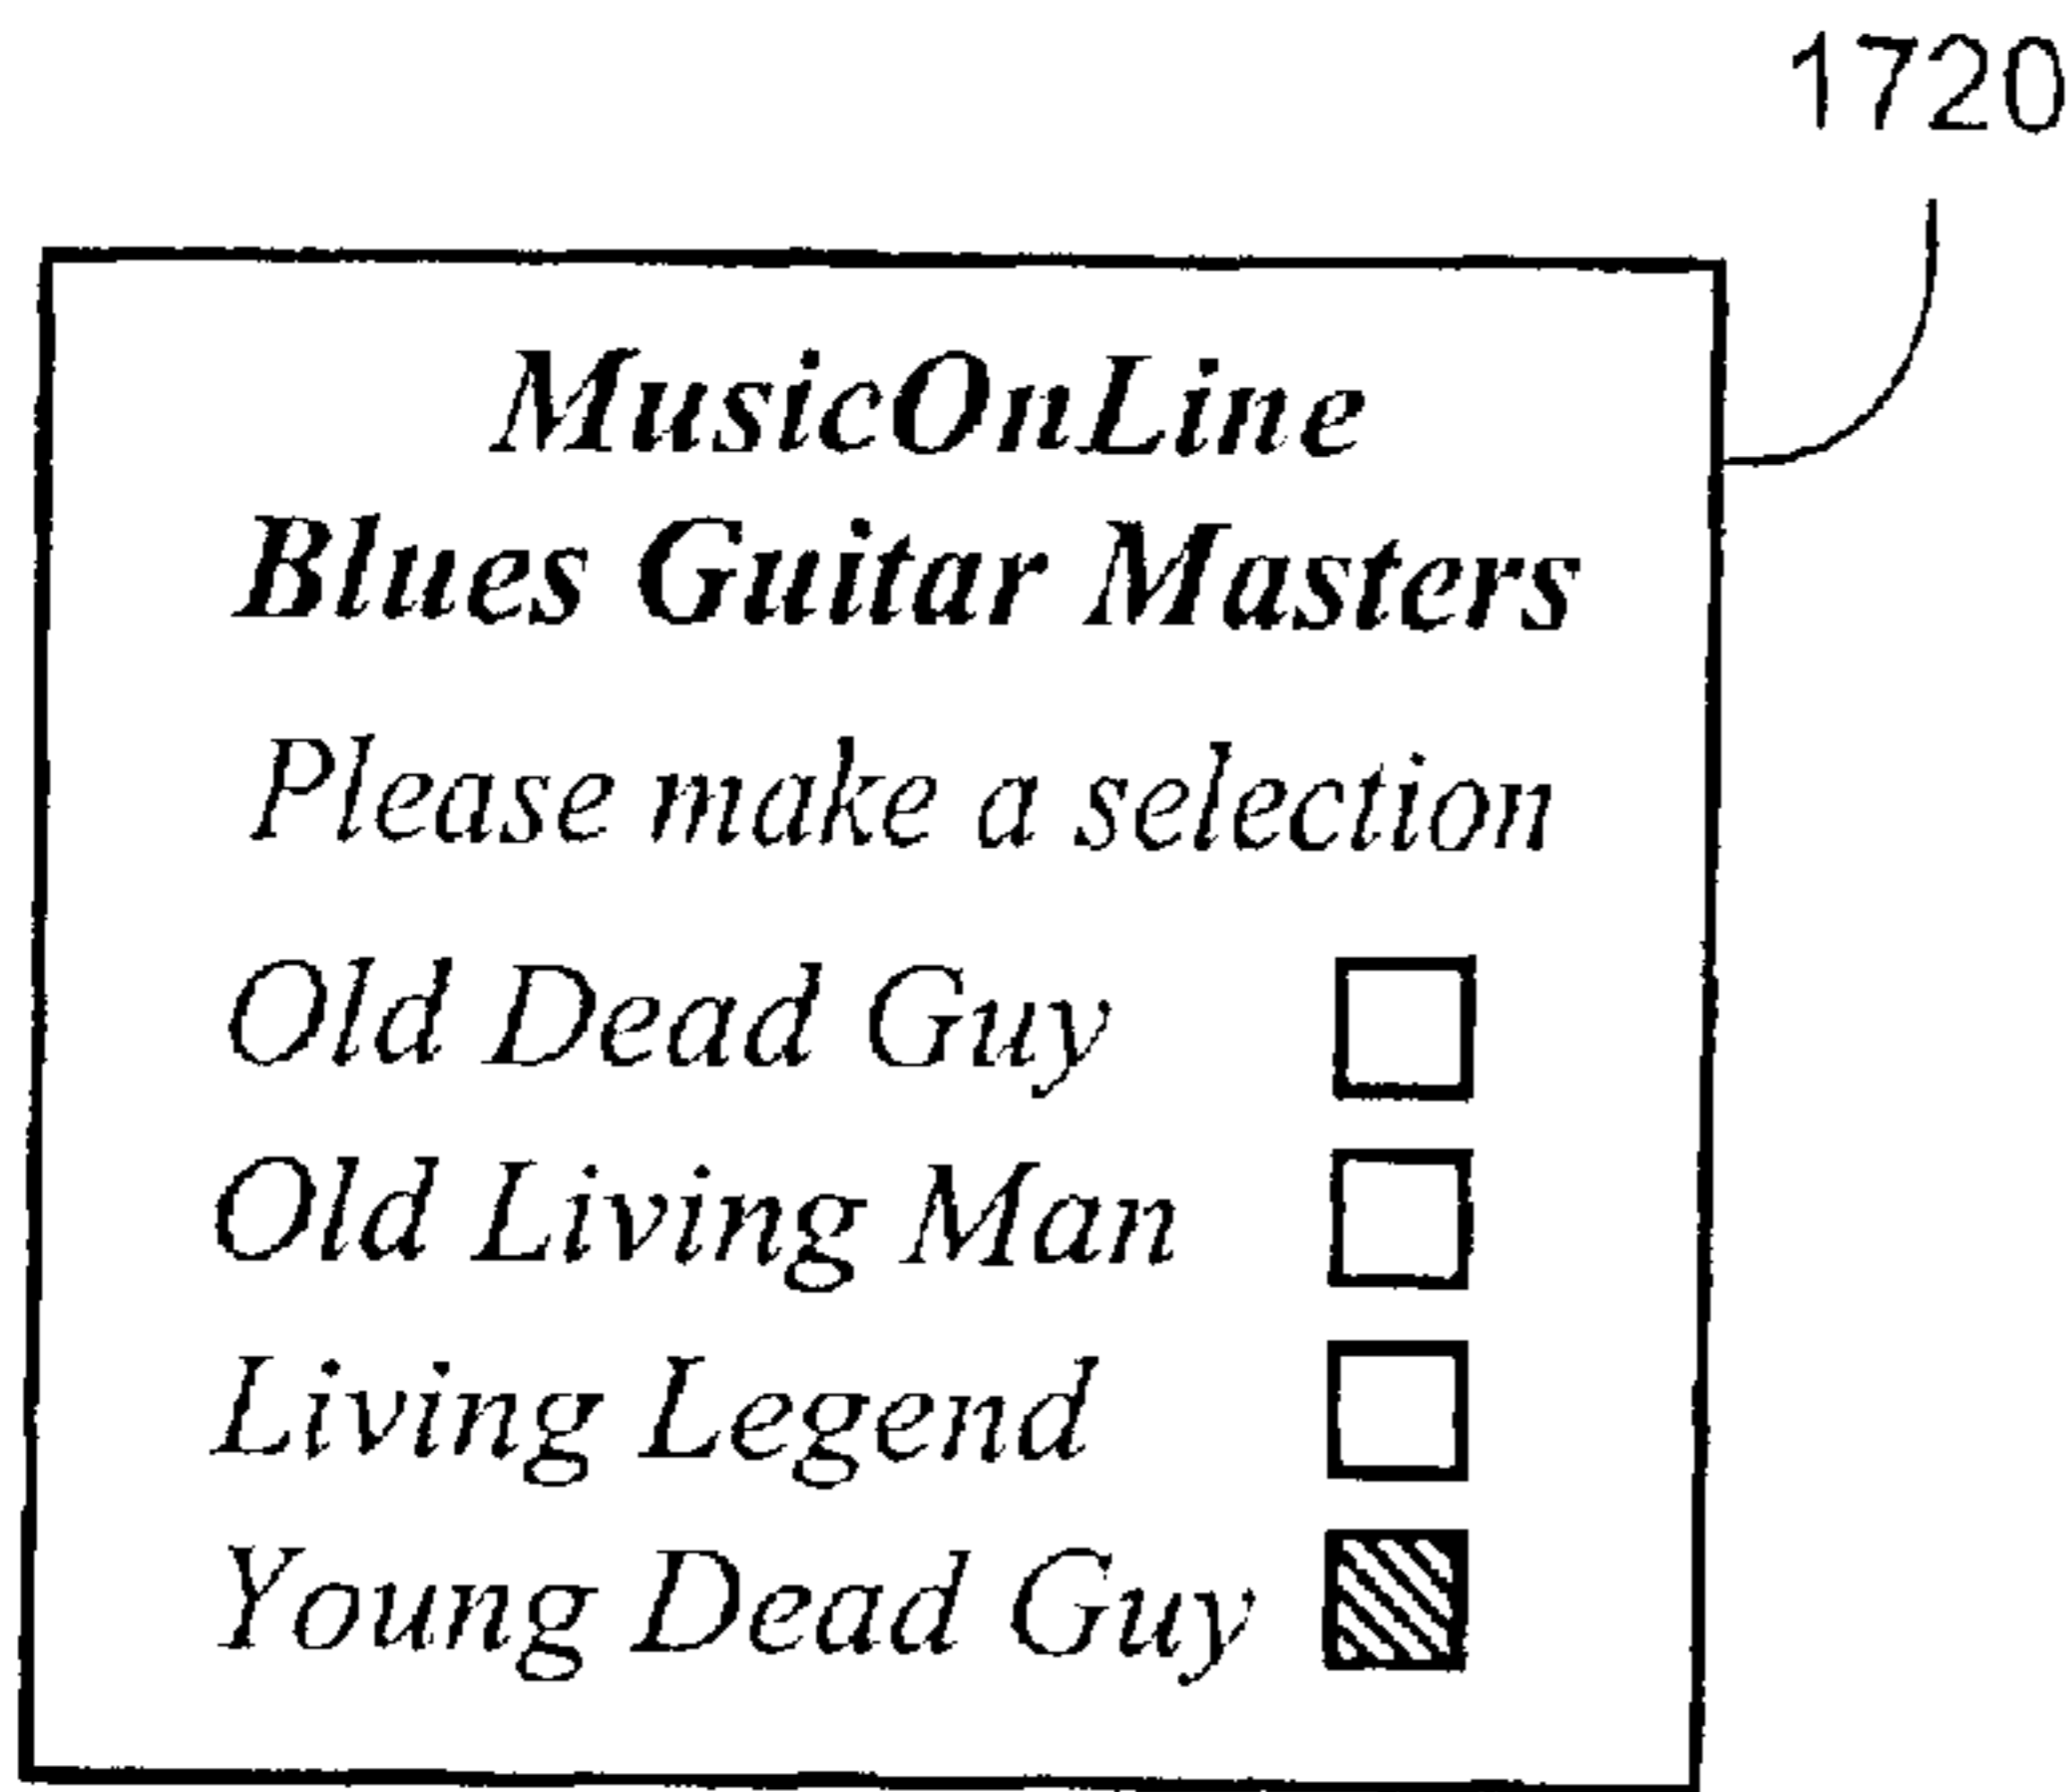 1720
MusicOnLine
Blues Guitar Masters
Please make a selection
Old Dead Guy
Old Living Man
Living Legend
Young Dead Guy